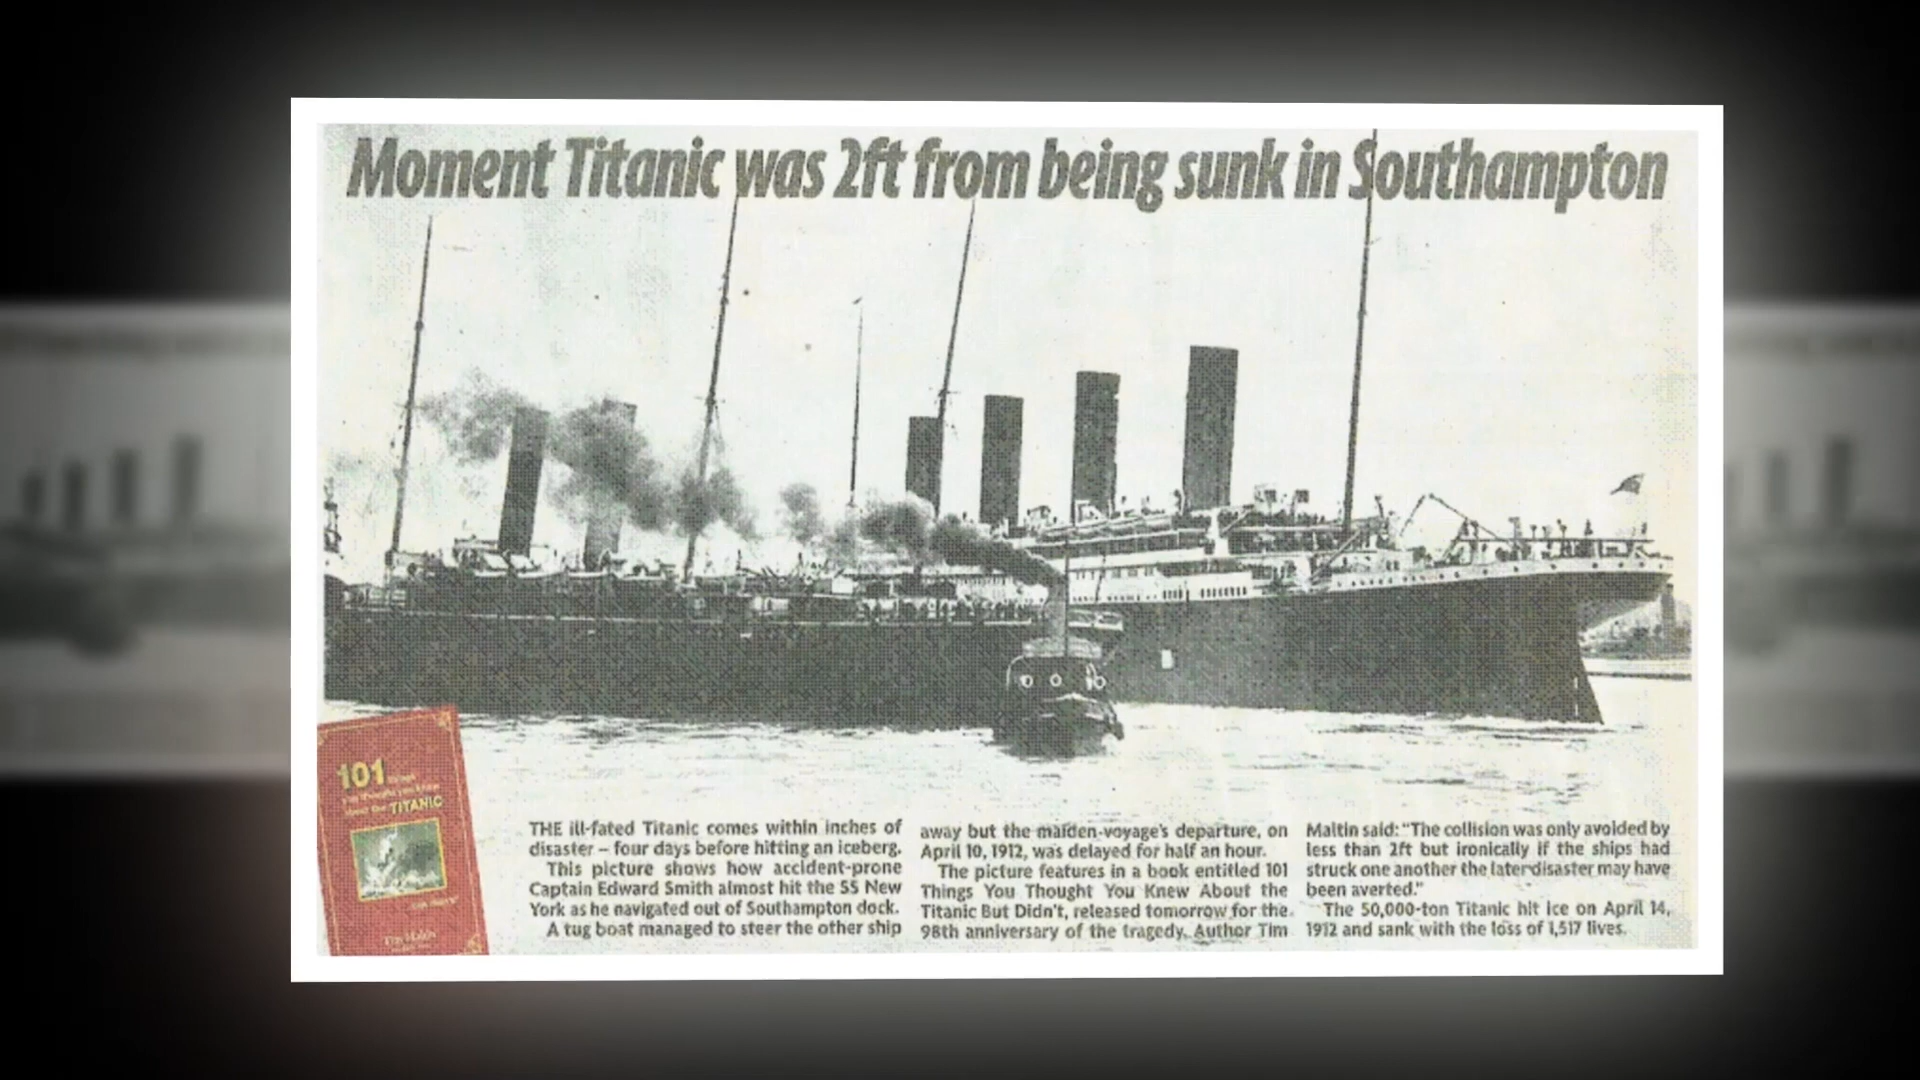 Moment Titanic was 2ft from being sunk in Southampton
101
TITANIC
THE ill-fated Titanic comes within inches of
disaster – four days before hitting an iceberg.
This picture shows how accident-prone
Captain Edward Smith almost hit the SS New
York as he navigated out of Southampton dock.
A tug boat managed to steer the other ship
away but the maiden-voyage's departure, on
April 10, 1912, was delayed for half an hour.
The picture features in a book entitled 101
Things You Thought You Knew About the
Titanic But Didn't, released tomorrow for the
98th anniversary of the tragedy. Author Tim
Maltin said: "The collision was only avoided by
less than 2ft but ironically if the ships had
struck one another the later disaster may have
been averted."
The 50,000-ton Titanic hit ice on April 14,
1912 and sank with the loss of 1,517 lives.